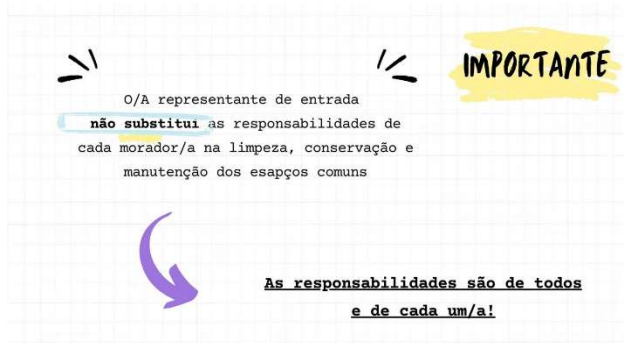 IMPORTANTE
O/A representante de entrada
não substitui as responsabilidades de
cada morador/a na limpeza, conservação e
manutenção dos esapços comuns
As responsabilidades são de todos
e de cada um/a!